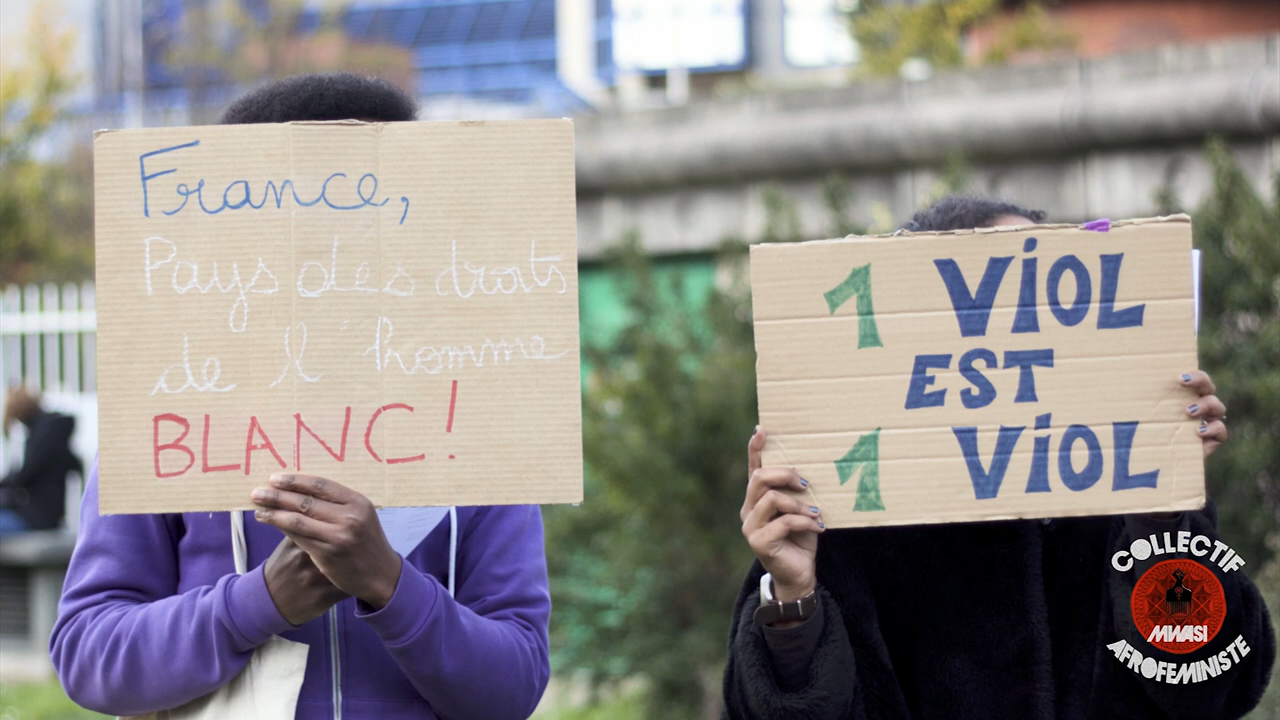 France,
Pays des droits
de l'homme
BLANC!
1 VIOL
EST
1 VIOL
COLLECTIF
MWASI
AFROFEMINISTE